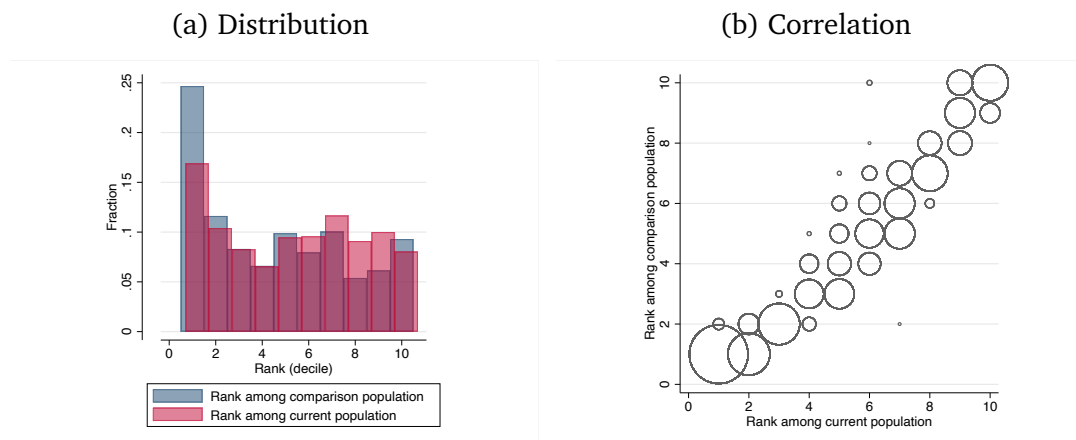 (a) Distribution
Fraction
0 .05 .1 .15 .2 .25
0 2 4 6 8 10
Rank (decile)
Rank among comparison population
Rank among current population
(b) Correlation
Rank among comparison population
0 2 4 6 8 10
0 2 4 6 8 10
Rank among current population